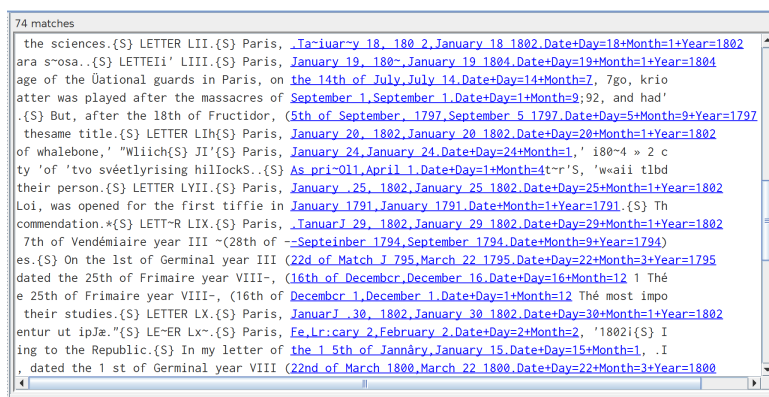 74 matches
the sciences.{S} LETTER LII.{S} Paris, .Ta~iuar~y 18, 180 2,January 18 1802.Date+Day=18+Month=1+Year=1802
ara s~osa..{S} LETTEIi' LIII.{S} Paris, January 19, 180~,January 19 1804.Date+Day=19+Month=1+Year=1804
age of the Üational guards in Paris, on the 14th of July,July 14.Date+Day=14+Month=7, 7go, krio
atter was played after the massacres of September 1,September 1.Date+Day=1+Month=9;92, and had'
.{S} But, after the 18th of Fructidor, (5th of September, 1797,September 5 1797.Date+Day=5+Month=9+Year=1797
thesame title.{S} LETTER LIh{S} Paris, January 20, 1802,January 20 1802.Date+Day=20+Month=1+Year=1802
of whalebone,' "Wliich{S} JI'{S} Paris, January 24,January 24.Date+Day=24+Month=1,' i80~4 » 2 c
ty 'of 'tvo svéetlyrising hilIockS..{S} As pri~Ol1,April 1.Date+Day=1+Month=4t~r'S, 'w«aii tlbd
their person.{S} LETTER LYII.{S} Paris, January .25, 1802,January 25 1802.Date+Day=25+Month=1+Year=1802
Loi, was opened for the first tiffie in January 1791,January 1791.Date+Month=1+Year=1791.{S} Th
commendation.*{S} LETT~R LIX.{S} Paris, .TanuarJ 29, 1802,January 29 1802.Date+Day=29+Month=1+Year=1802
7th of Vendémiaire year III ~(28th of --Septeinber 1794,September 1794.Date+Month=9+Year=1794)
es.{S} On the lst of Germinal year III (22d of Match J 795,March 22 1795.Date+Day=22+Month=3+Year=1795
dated the 25th of Frimaire year VIII-, (16th of Decembcr,December 16.Date+Day=16+Month=12 1 Thé
e 25th of Frimaire year VIII-, (16th of Decembcr 1,December 1.Date+Day=1+Month=12 Thé most impo
their studies.{S} LETTER LX.{S} Paris, JanuarJ .30, 1802,January 30 1802.Date+Day=30+Month=1+Year=1802
entur ut ipJæ."{S} LE~ER Lx~.{S} Paris, Fe,Lr:cary 2,February 2.Date+Day=2+Month=2, '1802i{S} I
ing to the Republic.{S} In my letter of the 1 5th of Jannâry,January 15.Date+Day=15+Month=1, .I
, dated the 1 st of Germinal year VIII (22nd of March 1800,March 22 1800.Date+Day=22+Month=3+Year=1800